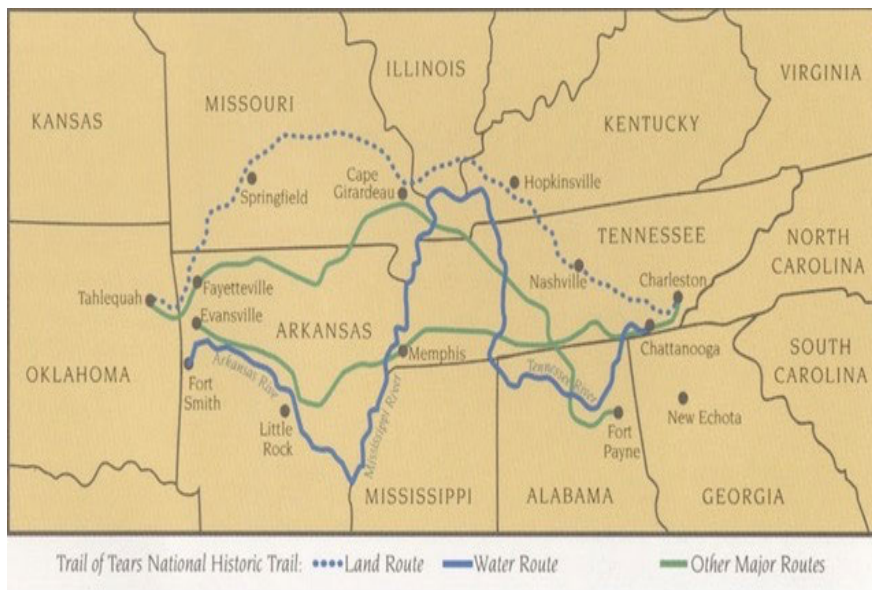 ILLINOIS
VIRGINIA
KANSAS
MISSOURI
KENTUCKY
Springfield
Cape
Girardeau
Hopkinsville
TENNESSEE
NORTH
CAROLINA
Nashville
Charleston
Tahlequah
Fayetteville
Evansville
ARKANSAS
Memphis
Chattanooga
SOUTH
CAROLINA
OKLAHOMA
Fort
Smith
Arkansas Rive
Little
Rock
Mississippi River
Tennessee River
New Echota
Fort
Payne
MISSISSIPPI
ALABAMA
GEORGIA
Trail of Tears National Historic Trail: Land Route Water Route Other Major Routes